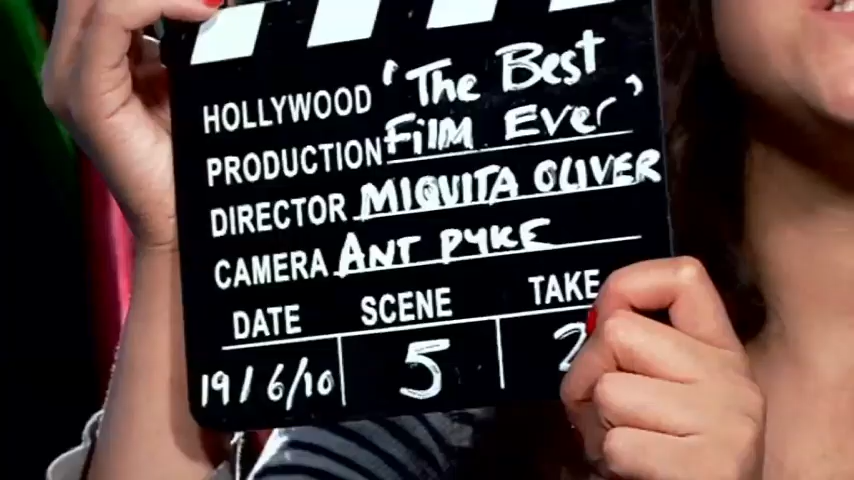 HOLLYWOOD 'The Best
PRODUCTION Film Ever'
DIRECTOR MIQUITA OLIVER
CAMERA ANT PYKE
DATE SCENE TAKE
19/6/10 5 2